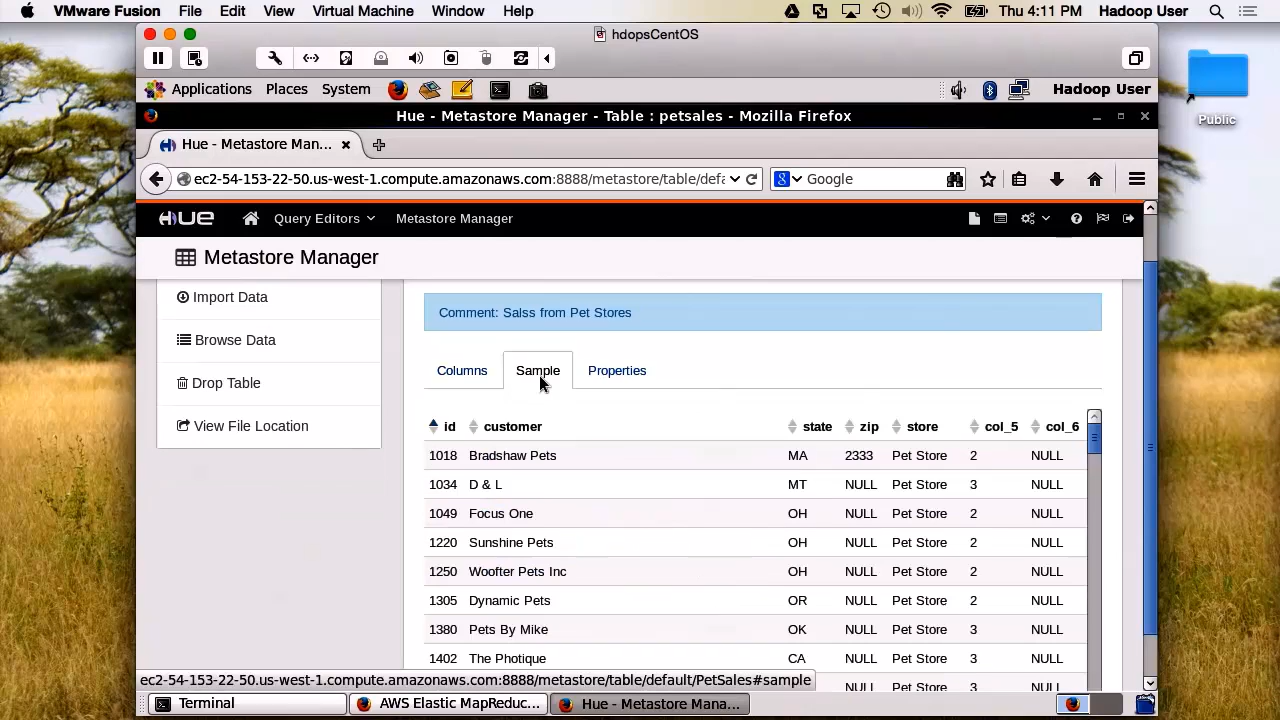 VMware Fusion File Edit View Virtual Machine Window Help Thu 4:11 PM Hadoop User
hdopsCentOS
Public
Applications Places System Hadoop User
Hue - Metastore Manager - Table : petsales - Mozilla Firefox
Hue - Metastore Man...
ec2-54-153-22-50.us-west-1.compute.amazonaws.com:8888/metastore/table/defa Google
HUE Query Editors Metastore Manager
Metastore Manager
Import Data
Browse Data
Drop Table
View File Location
Comment: Salss from Pet Stores
Columns Sample Properties
id customer state zip store col_5 col_6
1018 Bradshaw Pets MA 2333 Pet Store 2 NULL
1034 D & L MT NULL Pet Store 3 NULL
1049 Focus One OH NULL Pet Store 2 NULL
1220 Sunshine Pets OH NULL Pet Store 2 NULL
1250 Woofter Pets Inc OH NULL Pet Store 2 NULL
1305 Dynamic Pets OR NULL Pet Store 2 NULL
1380 Pets By Mike OK NULL Pet Store 3 NULL
1402 The Photique CA NULL Pet Store 3 NULL
NULL Pet Store 3 NULL
ec2-54-153-22-50.us-west-1.compute.amazonaws.com:8888/metastore/table/default/PetSales#sample
Terminal AWS Elastic MapReduc... Hue - Metastore Mana...